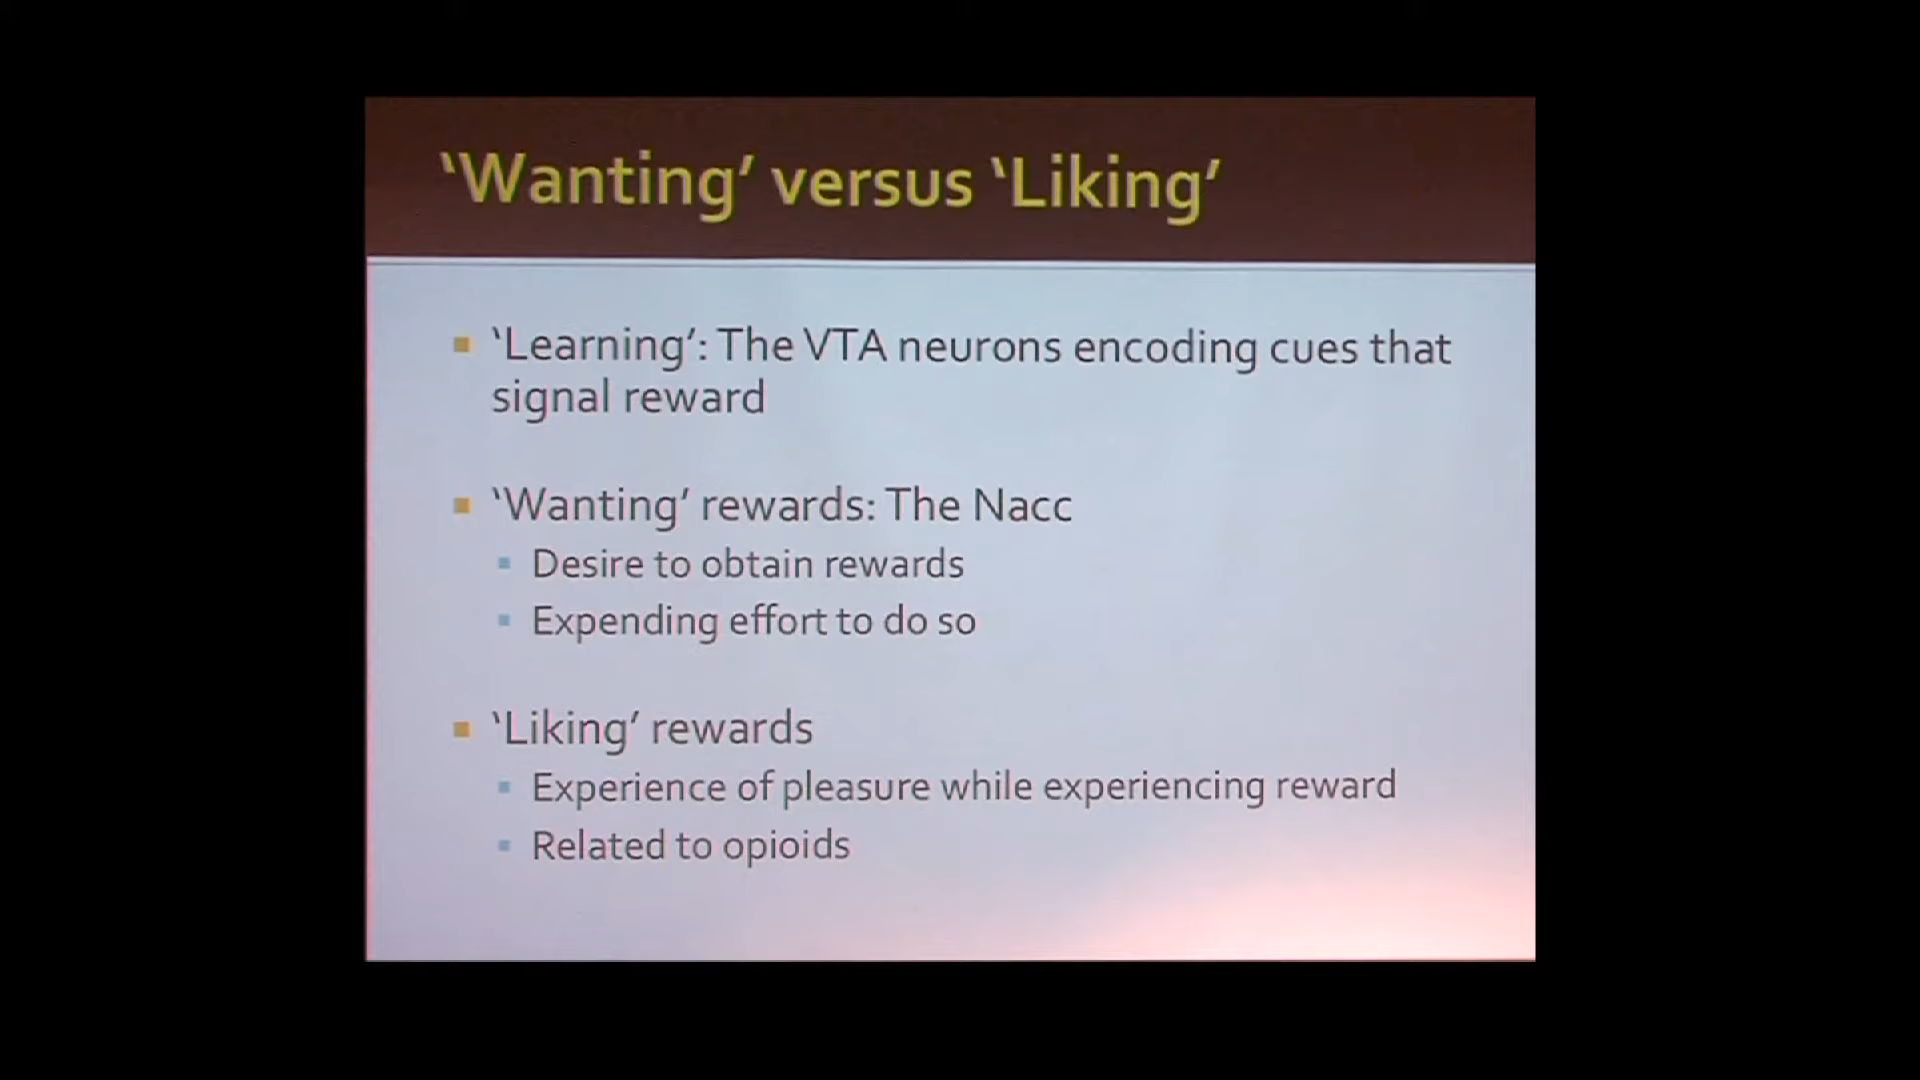 ‘Wanting’ versus ‘Liking’
‘Learning’: The VTA neurons encoding cues that
signal reward
‘Wanting’ rewards: The Nacc
Desire to obtain rewards
Expending effort to do so
‘Liking’ rewards
Experience of pleasure while experiencing reward
Related to opioids